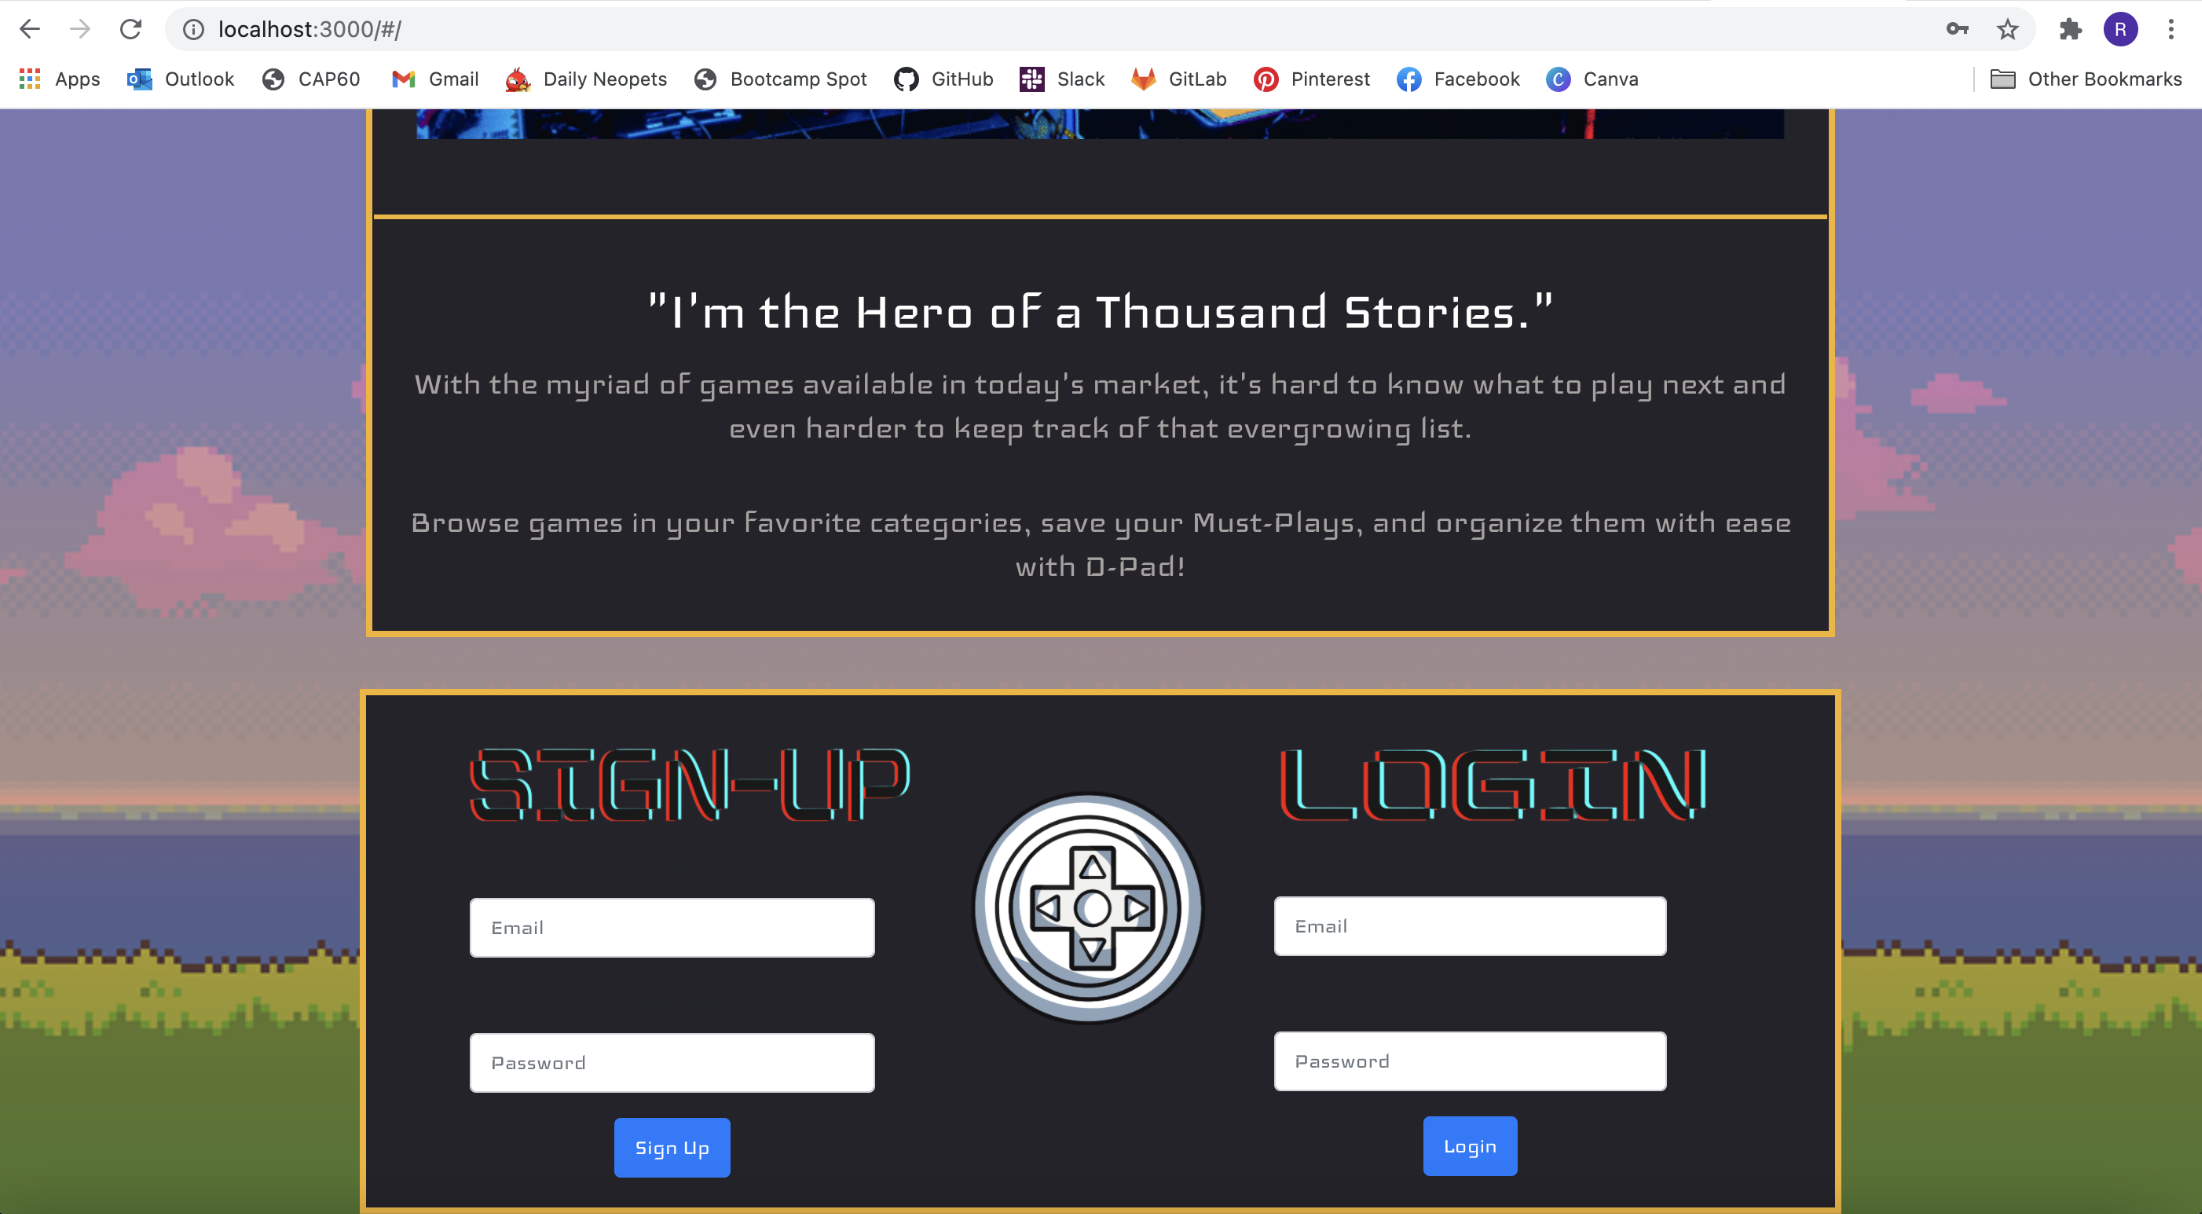 localhost:3000/#/
R
Apps Outlook CAP60 Gmail Daily Neopets Bootcamp Spot GitHub Slack GitLab Pinterest Facebook Canva Other Bookmarks
"I'm the Hero of a Thousand Stories."
With the myriad of games available in today's market, it's hard to know what to play next and
even harder to keep track of that evergrowing list.
Browse games in your favorite categories, save your Must-Plays, and organize them with ease
with D-Pad!
SIGN-UP LOGIN
Email Email
Password Password
Sign Up Login